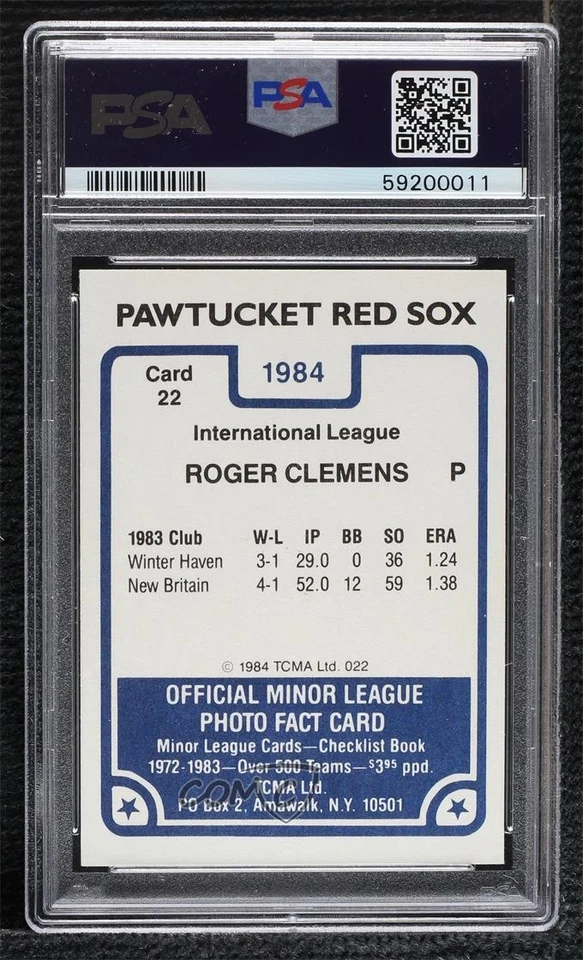 PSA
PSA
59200011
PAWTUCKET RED SOX
Card
22
1984
International League
ROGER CLEMENS P
1983 Club W-L IP BB SO ERA
Winter Haven 3-1 29.0 0 36 1.24
New Britain 4-1 52.0 12 59 1.38
© 1984 TCMA Ltd. 022
OFFICIAL MINOR LEAGUE
PHOTO FACT CARD
Minor League Cards—Checklist Book
1972-1983—Over 500 Teams—$3.95 ppd.
TCMA Ltd.
PO Box 2, Amawalk, N.Y. 10501
COMC